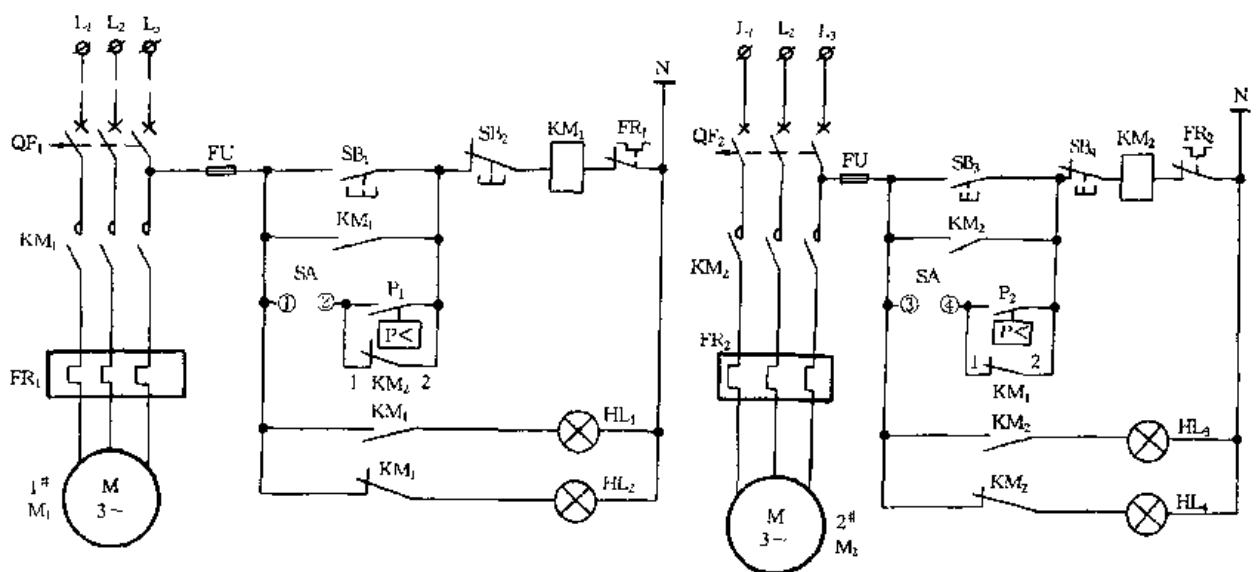 L₁ L₂ L₃
N
QF₁
FU
SB₁
SB₂
KM₁
FR₁
KM₁
KM₁
SA
① ②
P₁
P<
1 KM₂ 2
FR₁
KM₁
HL₁
KM₁
HL₂
1#
M₁
M
3~
L₁ L₂ L₃
N
QF₂
FU
SB₃
SB₄
KM₂
FR₂
KM₂
KM₂
SA
③ ④
P₂
P<
1 2
KM₁
FR₂
KM₂
HL₃
KM₂
HL₄
M
3~
2#
M₂